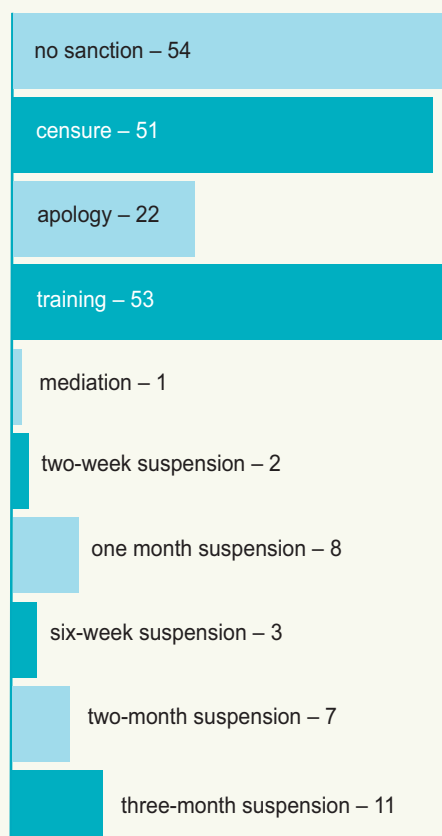 no sanction – 54
censure – 51
apology – 22
training – 53
mediation – 1
two-week suspension – 2
one month suspension – 8
six-week suspension – 3
two-month suspension – 7
three-month suspension – 11